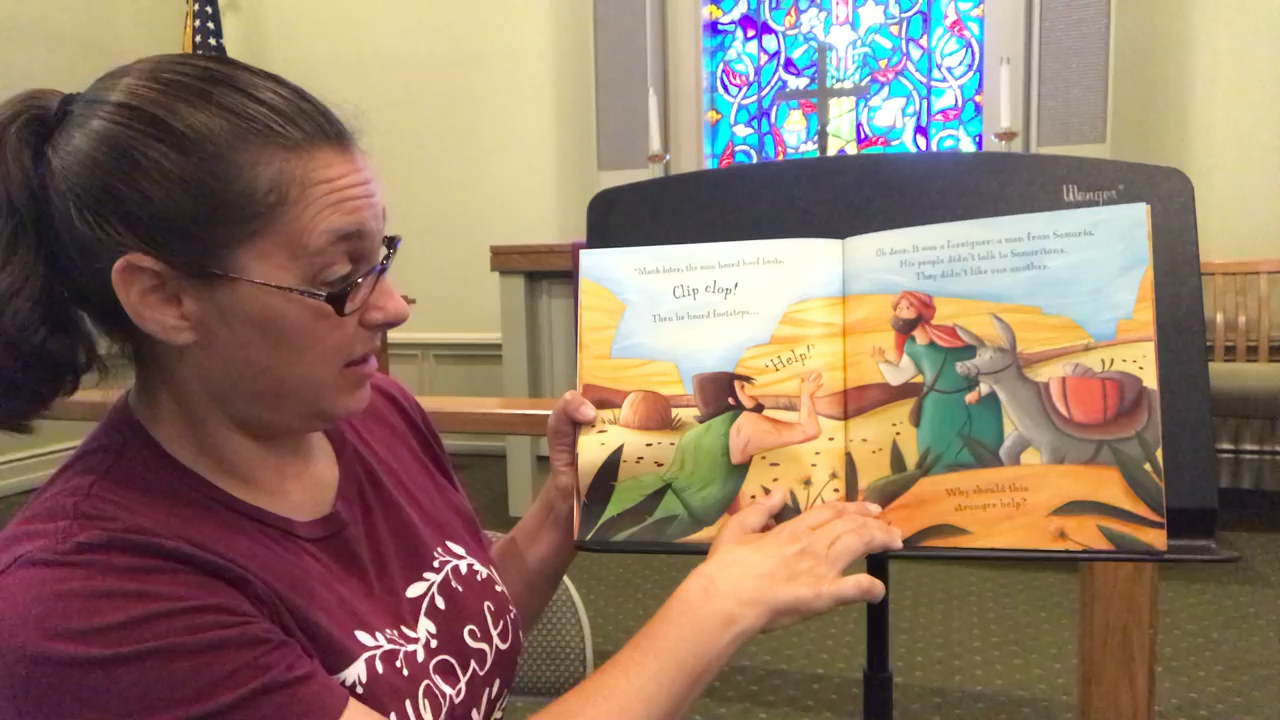 Wenger®
"Much later, the man heard hoof beats.
Clip clop!
Then he heard footsteps...
"Help!"
Oh dear. It was a foreigner: a man from Samaria.
His people didn't talk to Samaritans.
They didn't like one another.
Why should this
stranger help?